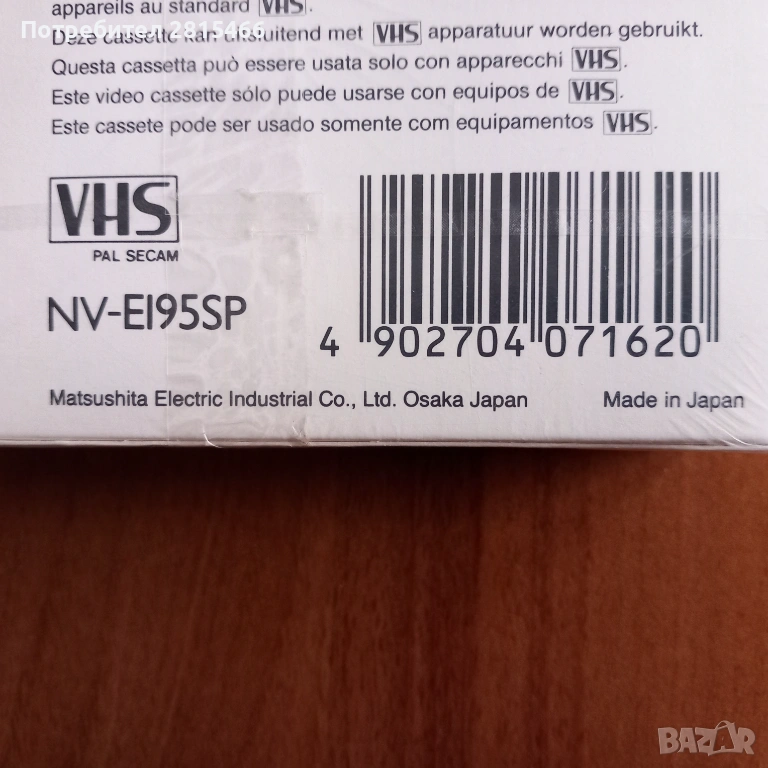 appareils au standard VHS.
Потребител 2815466
Deze cassette kan uitsluitend met VHS apparatuur worden gebruikt.
Questa cassetta può essere usata solo con apparecchi VHS.
Este video cassette sólo puede usarse con equipos de VHS.
Este cassete pode ser usado somente com equipamentos VHS.
VHS
PAL SECAM
NV-E195SP
4 902704 071620
Matsushita Electric Industrial Co., Ltd. Osaka Japan
Made in Japan
BAZAR